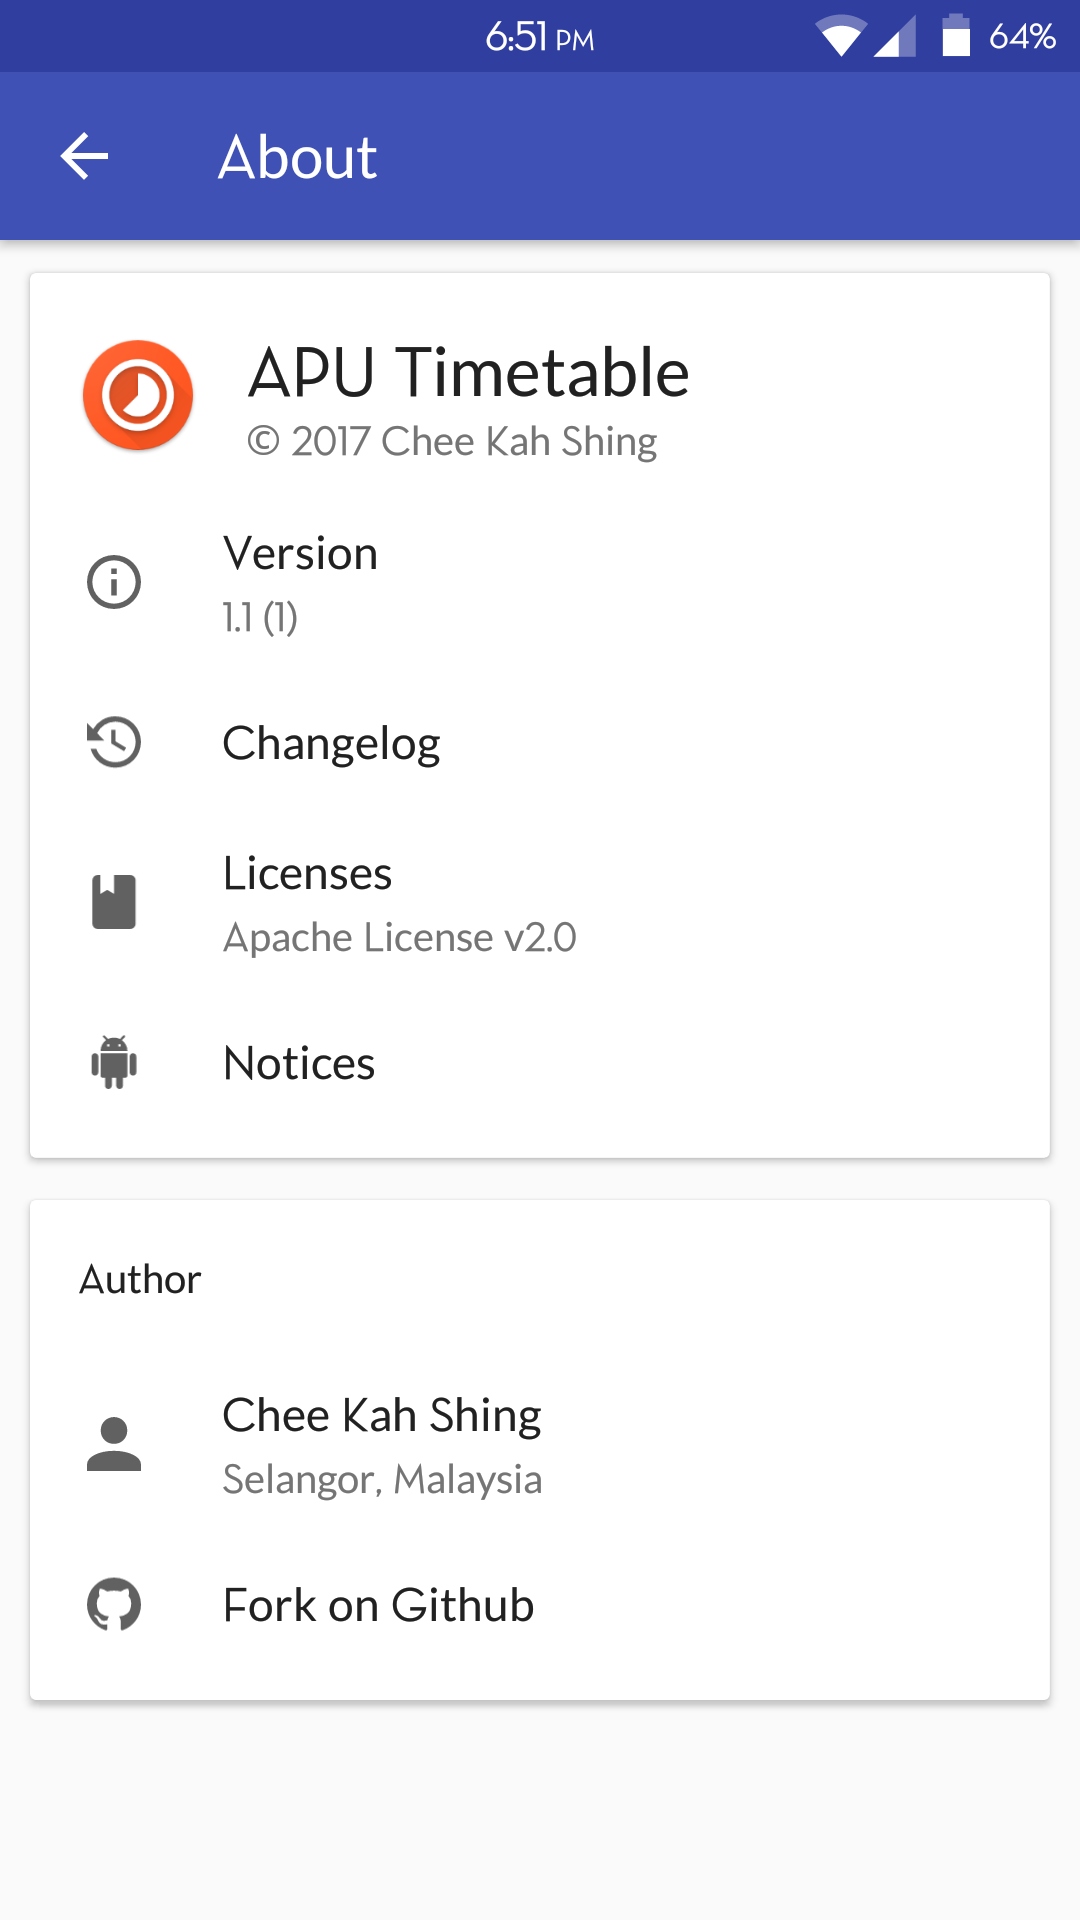 6:51 PM 64%
About
APU Timetable
© 2017 Chee Kah Shing
Version
1.1 (1)
Changelog
Licenses
Apache License v2.0
Notices
Author
Chee Kah Shing
Selangor, Malaysia
Fork on Github